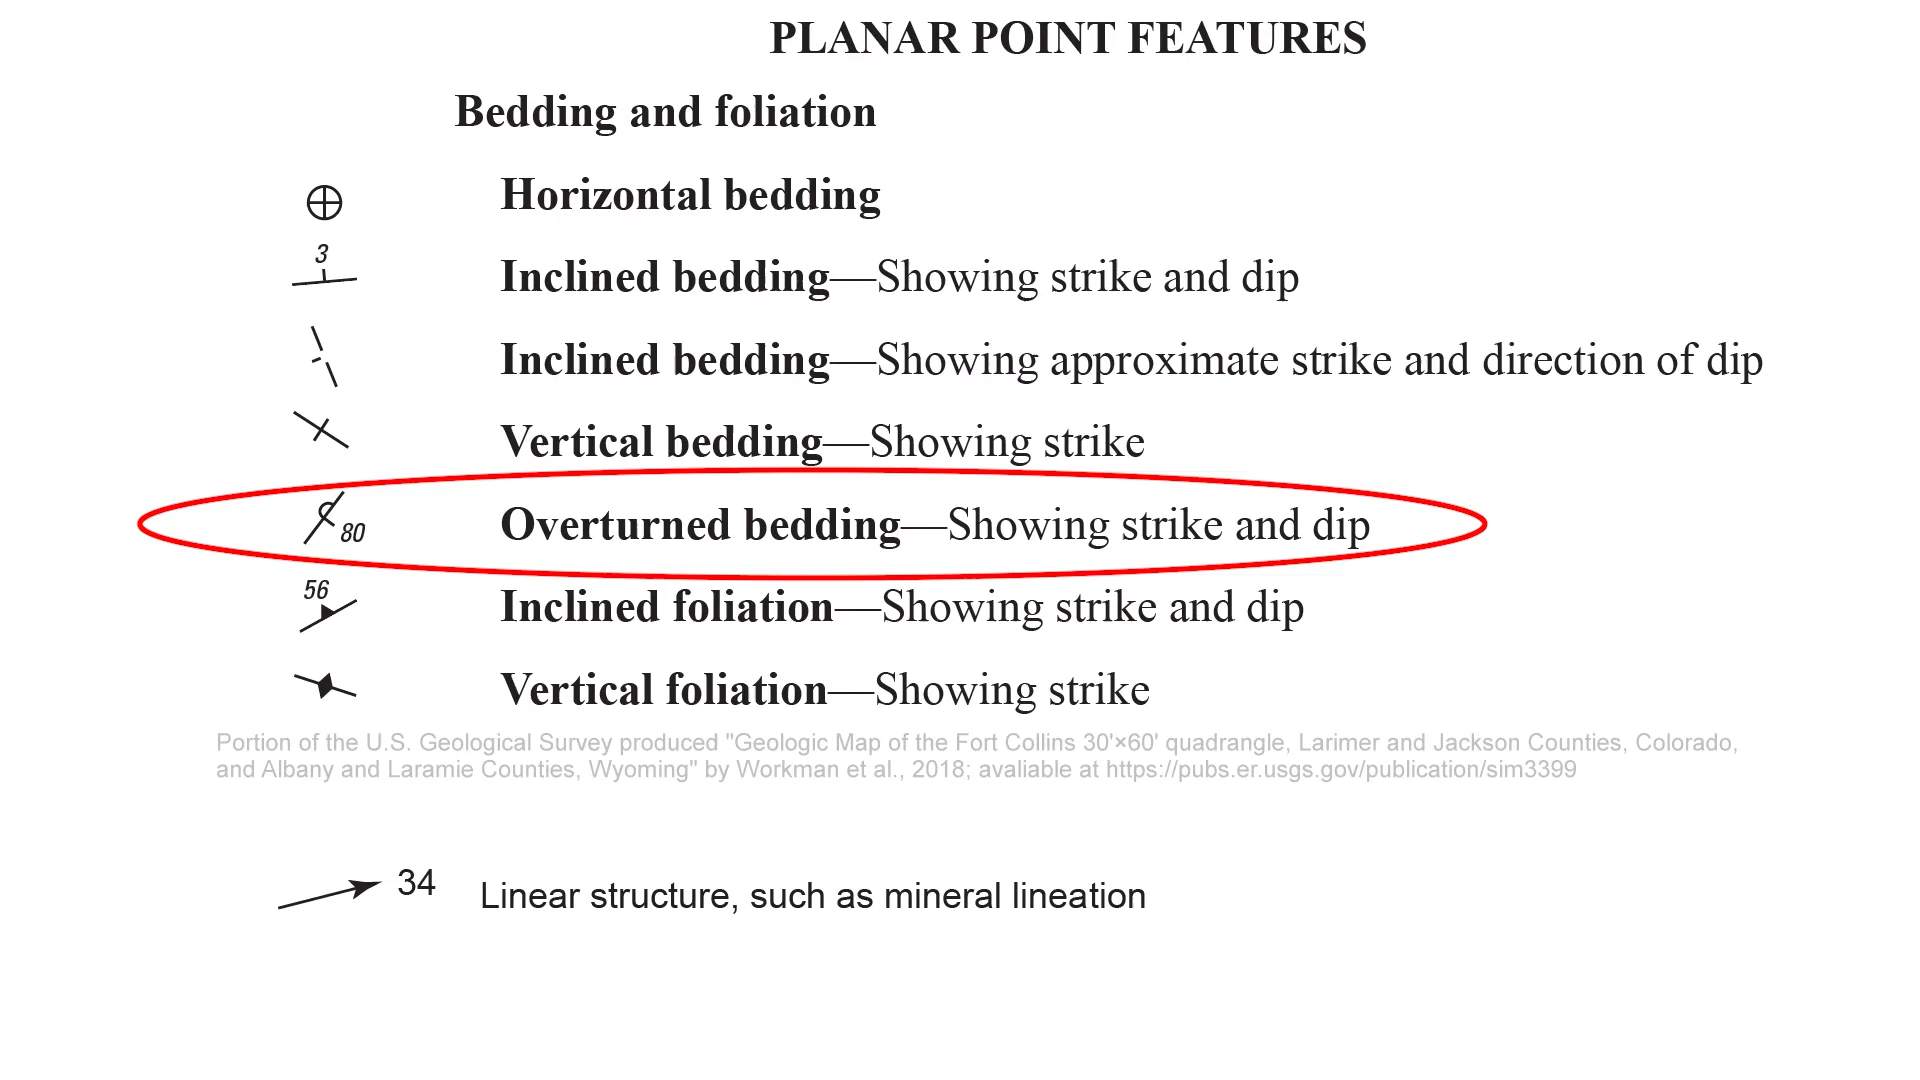 PLANAR POINT FEATURES
Bedding and foliation
Horizontal bedding
3
Inclined bedding—Showing strike and dip
Inclined bedding—Showing approximate strike and direction of dip
Vertical bedding—Showing strike
80 Overturned bedding—Showing strike and dip
56
Inclined foliation—Showing strike and dip
Vertical foliation—Showing strike
Portion of the U.S. Geological Survey produced "Geologic Map of the Fort Collins 30'×60' quadrangle, Larimer and Jackson Counties, Colorado,
and Albany and Laramie Counties, Wyoming" by Workman et al., 2018; avaliable at https://pubs.er.usgs.gov/publication/sim3399
34 Linear structure, such as mineral lineation